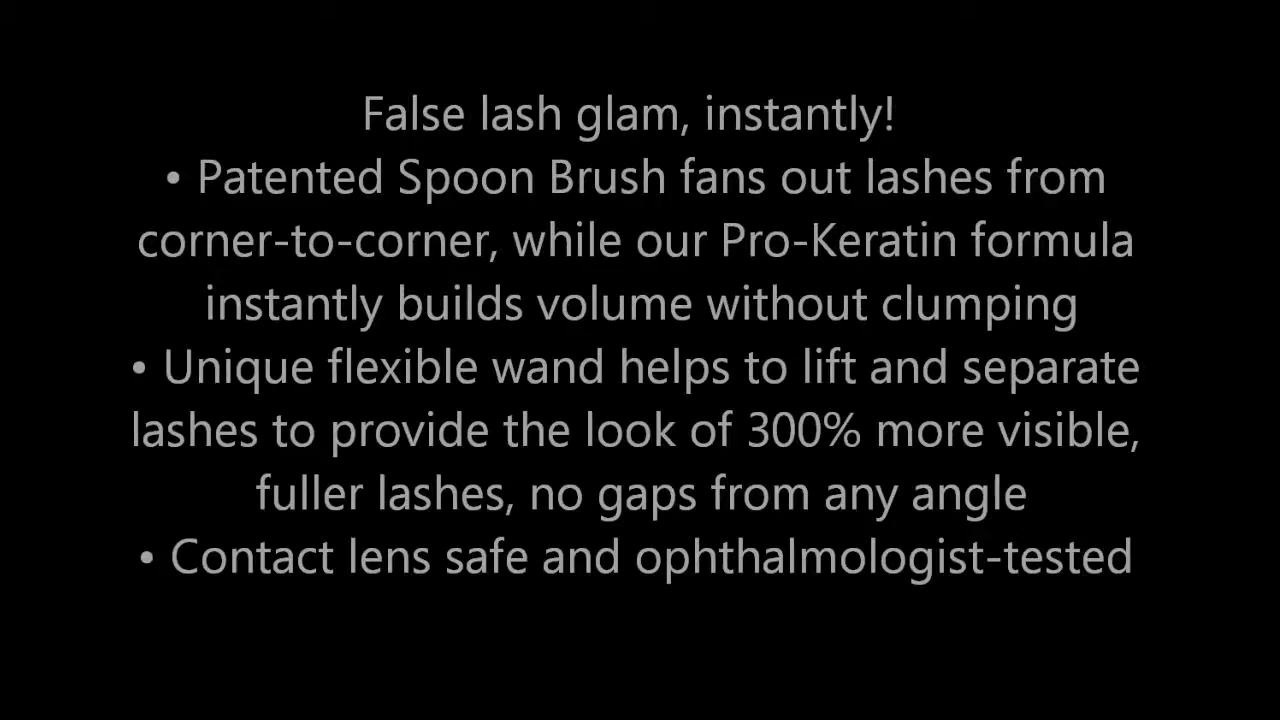 False lash glam, instantly!
• Patented Spoon Brush fans out lashes from
corner-to-corner, while our Pro-Keratin formula
instantly builds volume without clumping
• Unique flexible wand helps to lift and separate
lashes to provide the look of 300% more visible,
fuller lashes, no gaps from any angle
• Contact lens safe and ophthalmologist-tested